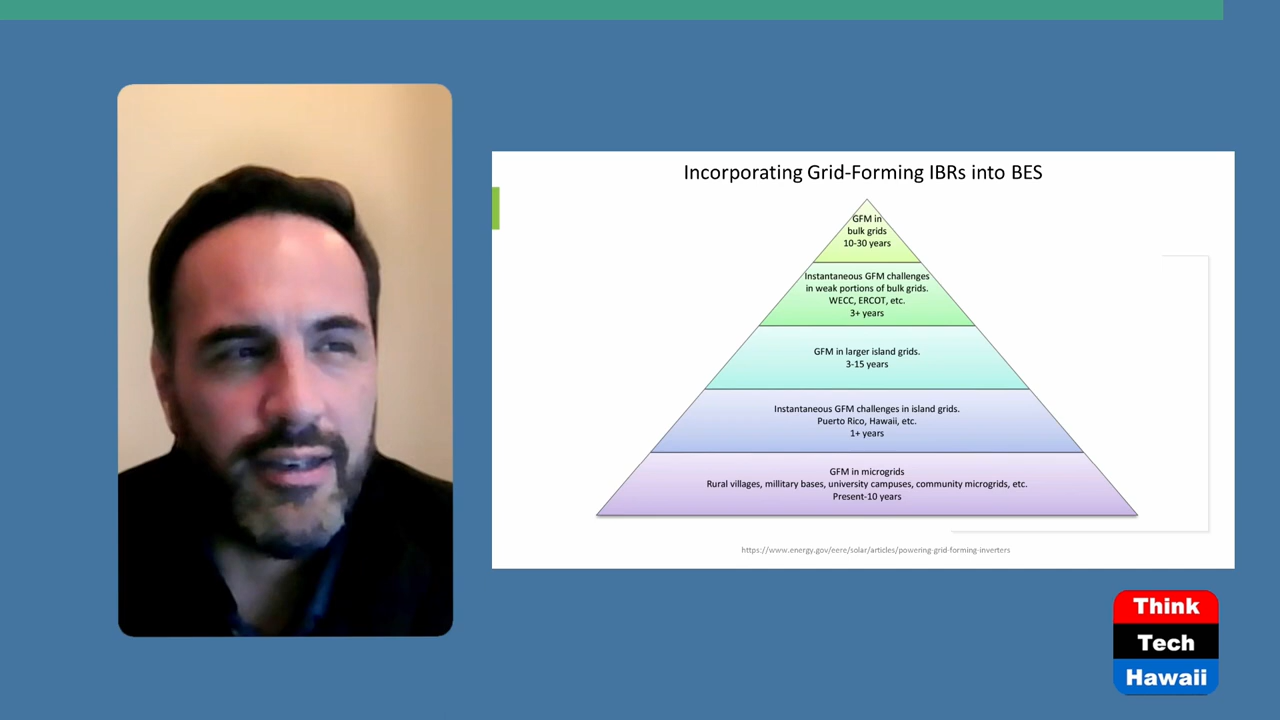 Incorporating Grid-Forming IBRs into BES
GFM in
bulk grids
10-30 years
Instantaneous GFM challenges
in weak portions of bulk grids.
WECC, ERCOT, etc.
3+ years
GFM in larger island grids.
3-15 years
Instantaneous GFM challenges in island grids.
Puerto Rico, Hawaii, etc.
1+ years
GFM in microgrids
Rural villages, millitary bases, university campuses, community microgrids, etc.
Present-10 years
https://www.energy.gov/eere/solar/articles/powering-grid-forming-inverters
Think
Tech
Hawaii